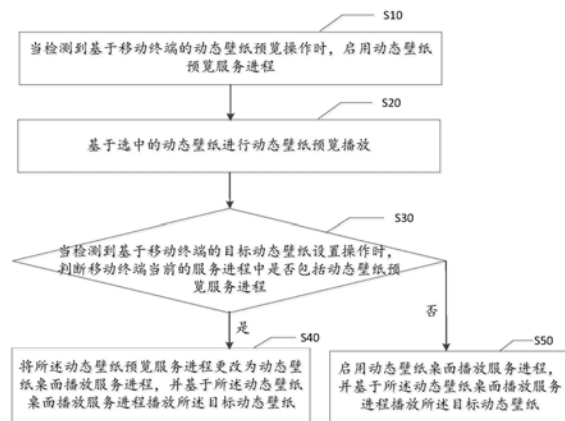 S10
当检测到基于移动终端的动态壁纸预览操作时，启用动态壁纸
预览服务进程
S20
基于选中的动态壁纸进行动态壁纸预览播放
S30
当检测到基于移动终端的目标动态壁纸设置操作时，
判断移动终端当前的服务进程中是否包括动态壁纸预
览服务进程
是
否
S40
将所述动态壁纸预览服务进程更改为动态壁
纸桌面播放服务进程，并基于所述动态壁纸
桌面播放服务进程播放所述目标动态壁纸
S50
启用动态壁纸桌面播放服务进程，
并基于所述动态壁纸桌面播放服务
进程播放所述目标动态壁纸